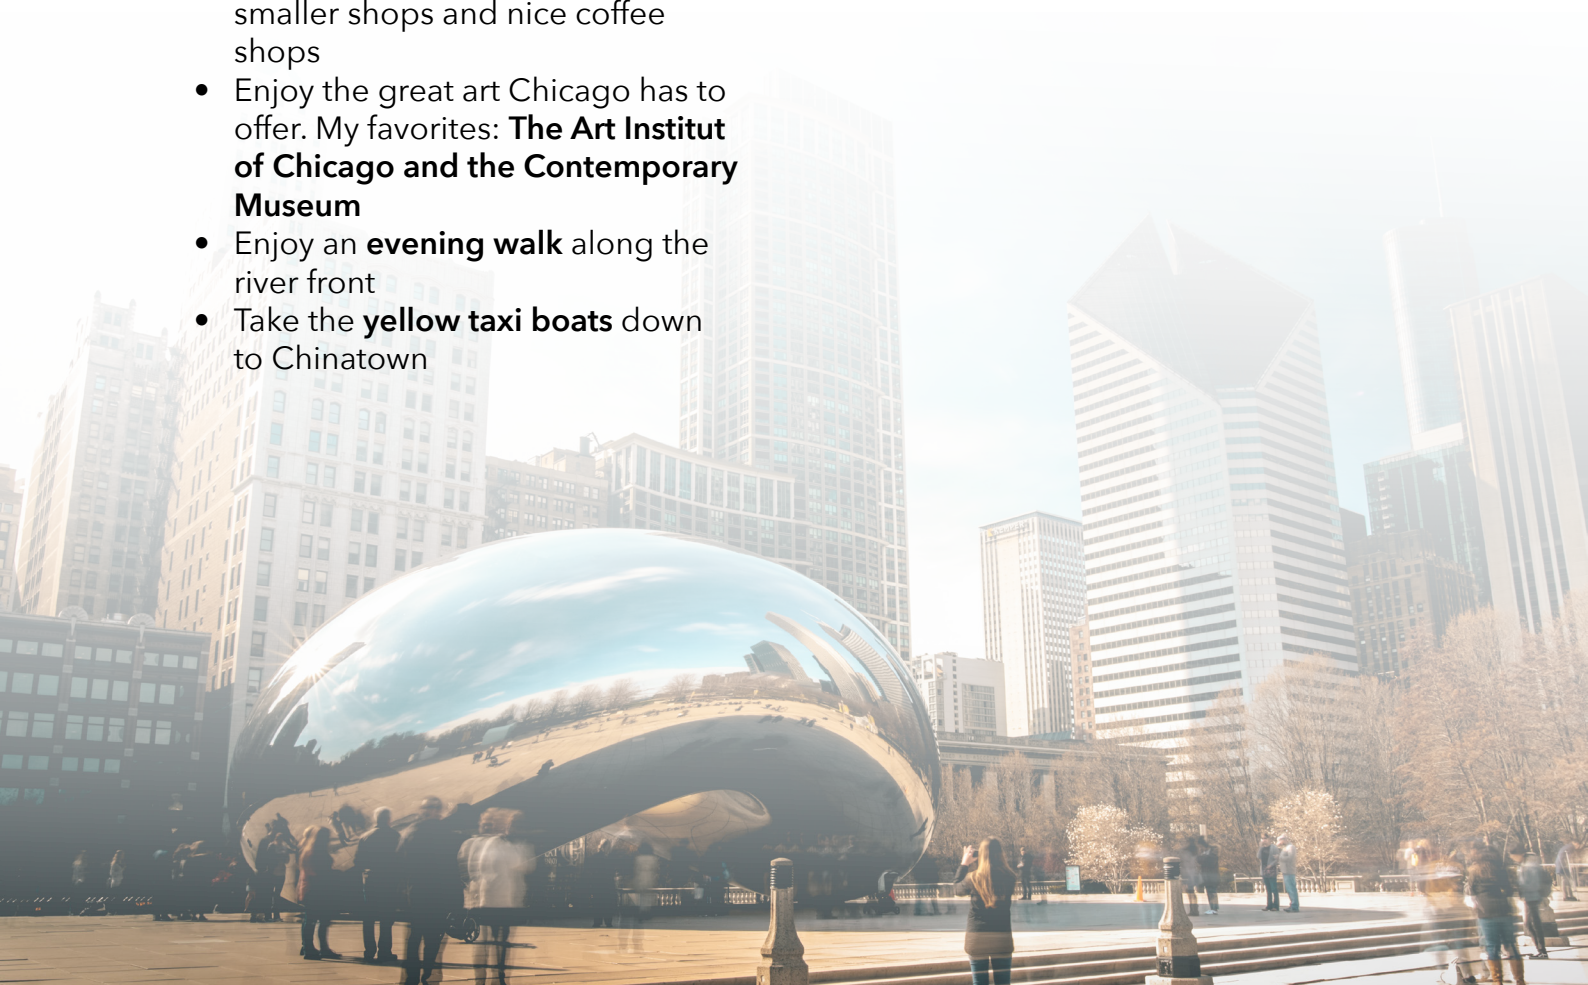 smaller shops and nice coffee
shops
• Enjoy the great art Chicago has to
offer. My favorites: The Art Institut
of Chicago and the Contemporary
Museum
• Enjoy an evening walk along the
river front
• Take the yellow taxi boats down
to Chinatown